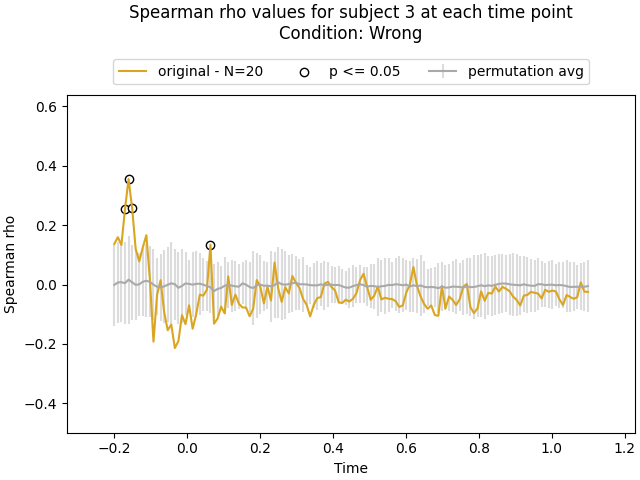 Spearman rho values for subject 3 at each time point
Condition: Wrong
original - N=20 p <= 0.05 permutation avg
0.6
0.4
0.2
0.0
−0.2
−0.4
Spearman rho
−0.2 0.0 0.2 0.4 0.6 0.8 1.0 1.2
Time